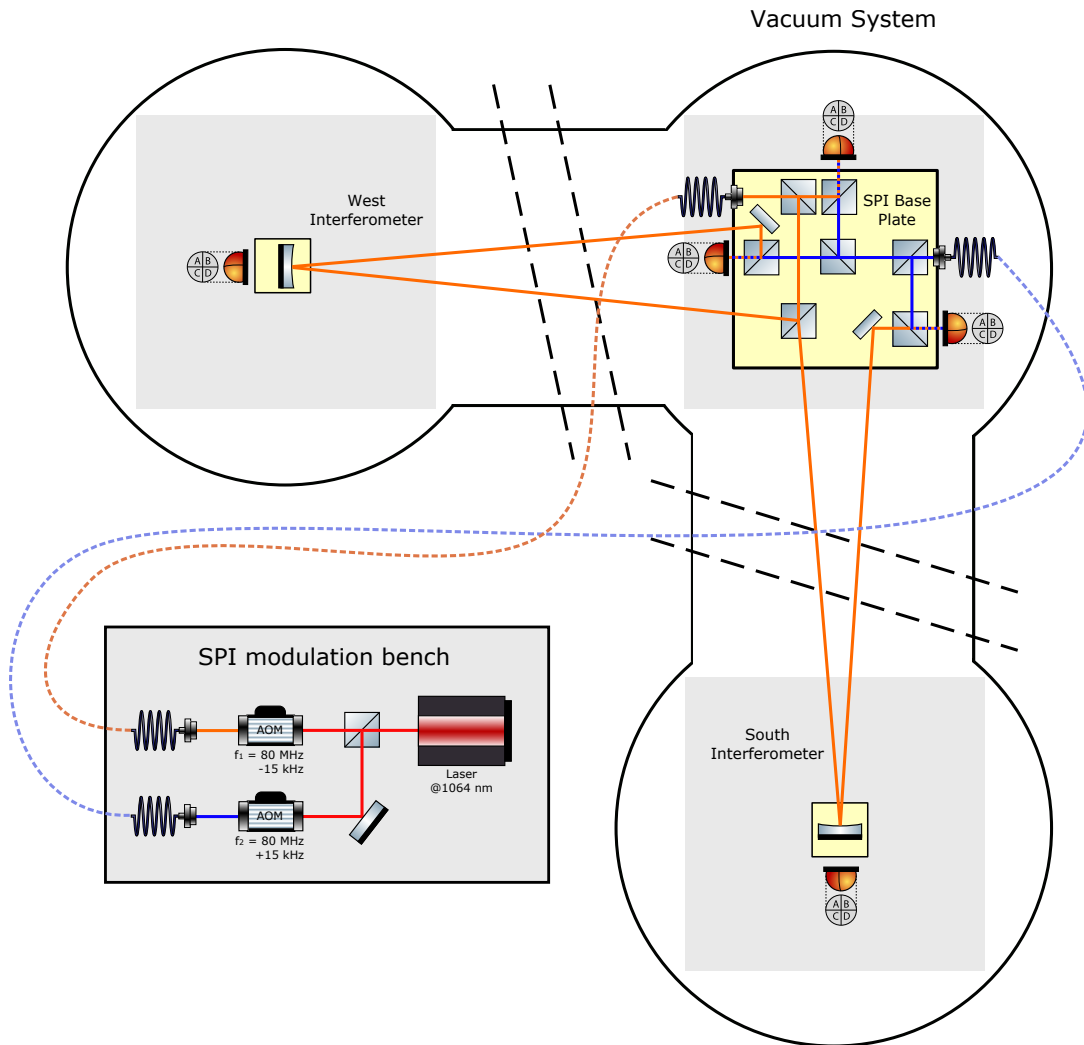 Vacuum System
A B
C D
West
Interferometer
SPI Base
Plate
A B
C D
A B
C D
A B
C D
SPI modulation bench
AOM
f₁ = 80 MHz
-15 kHz
Laser
@1064 nm
AOM
f₂ = 80 MHz
+15 kHz
South
Interferometer
A B
C D